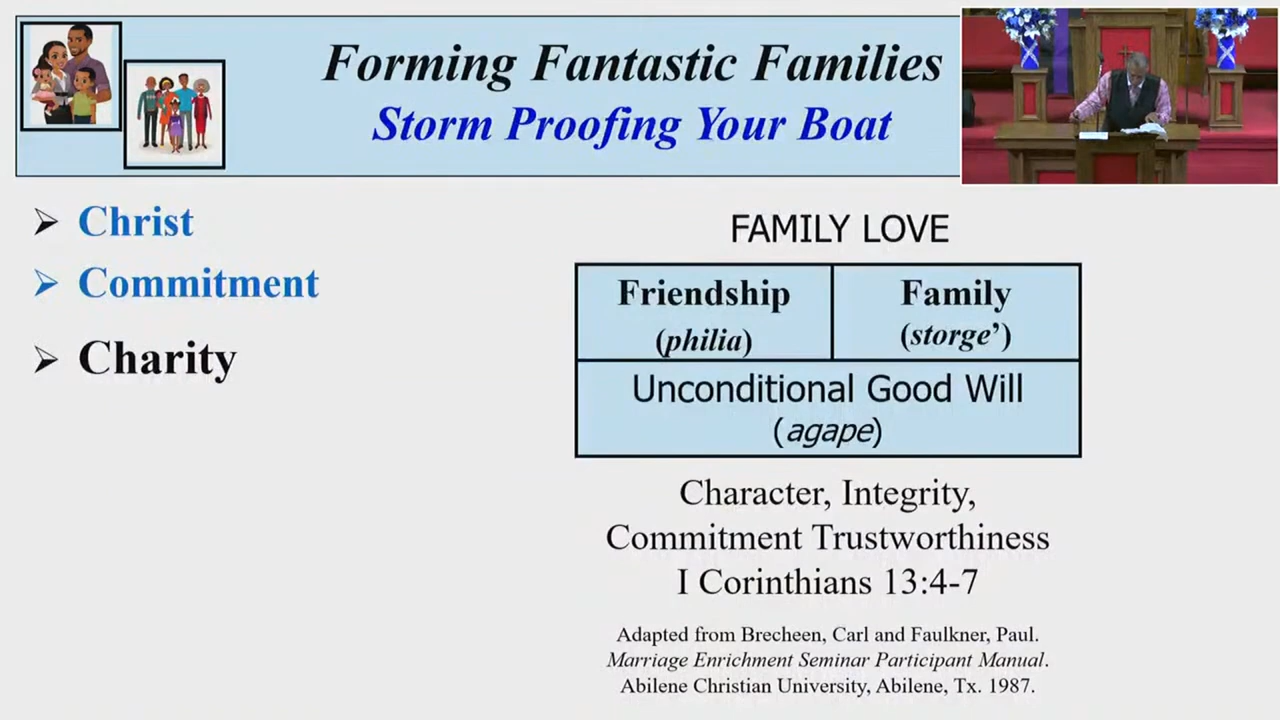 Forming Fantastic Families
Storm Proofing Your Boat
➢ Christ
➢ Commitment
➢ Charity
FAMILY LOVE
Friendship
(philia)
Family
(storge’)
Unconditional Good Will
(agape)
Character, Integrity,
Commitment Trustworthiness
I Corinthians 13:4-7
Adapted from Brecheen, Carl and Faulkner, Paul.
Marriage Enrichment Seminar Participant Manual.
Abilene Christian University, Abilene, Tx. 1987.